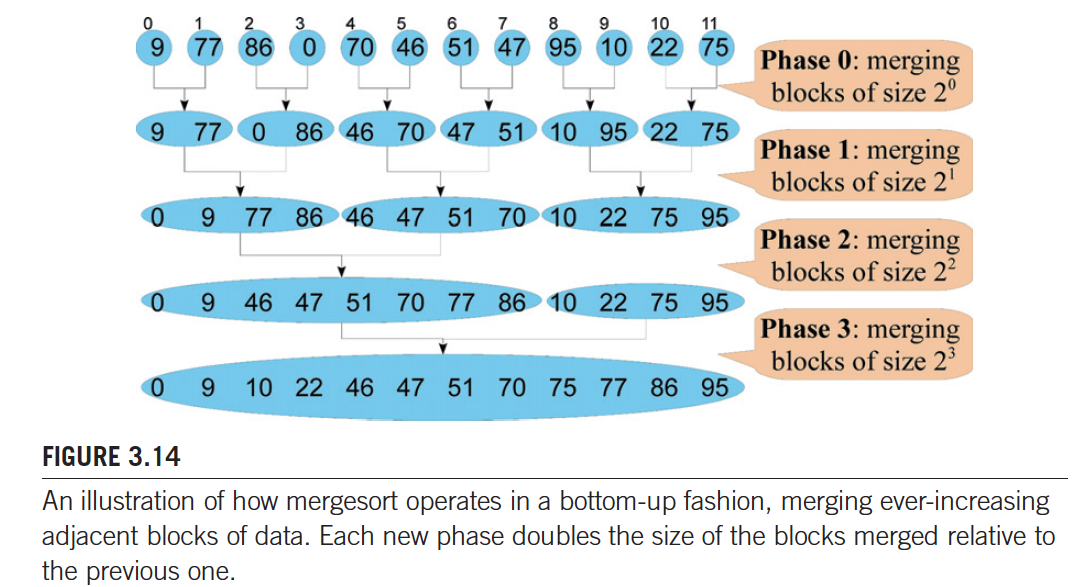 0 1 2 3 4 5 6 7 8 9 10 11
9 77 86 0 70 46 51 47 95 10 22 75
Phase 0: merging
blocks of size 2⁰
9 77 0 86 46 70 47 51 10 95 22 75
Phase 1: merging
blocks of size 2¹
0 9 77 86 46 47 51 70 10 22 75 95
Phase 2: merging
blocks of size 2²
0 9 46 47 51 70 77 86 10 22 75 95
Phase 3: merging
blocks of size 2³
0 9 10 22 46 47 51 70 75 77 86 95
FIGURE 3.14
An illustration of how mergesort operates in a bottom-up fashion, merging ever-increasing
adjacent blocks of data. Each new phase doubles the size of the blocks merged relative to
the previous one.